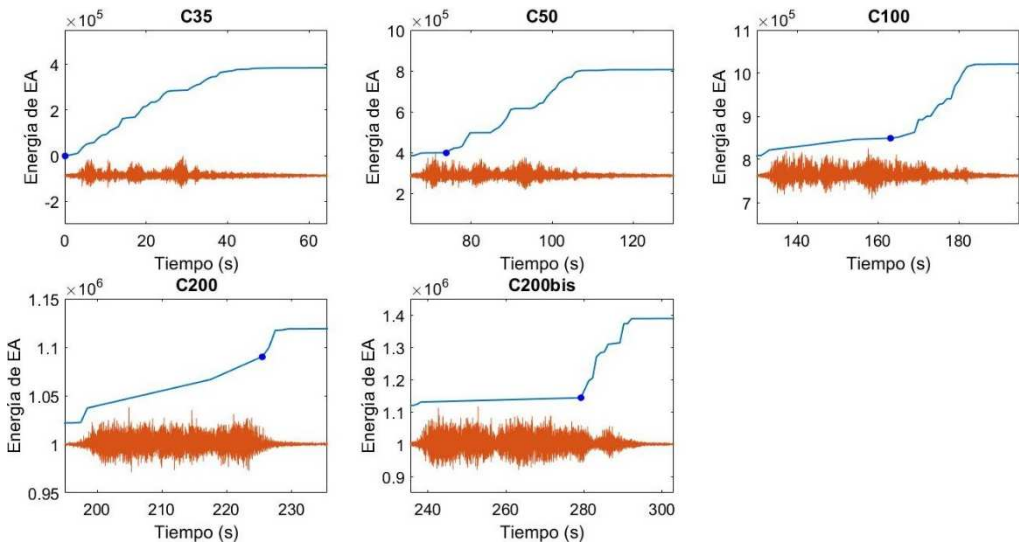 C35
×10^5
Energía de EA
4
2
0
-2
0 20 40 60
Tiempo (s)
C50
×10^5
Energía de EA
10
8
6
4
2
80 100 120
Tiempo (s)
C100
×10^5
Energía de EA
11
10
9
8
7
140 160 180
Tiempo (s)
C200
×10^6
Energía de EA
1.15
1.1
1.05
1
0.95
200 210 220 230
Tiempo (s)
C200bis
×10^6
Energía de EA
1.4
1.3
1.2
1.1
1
0.9
240 260 280 300
Tiempo (s)